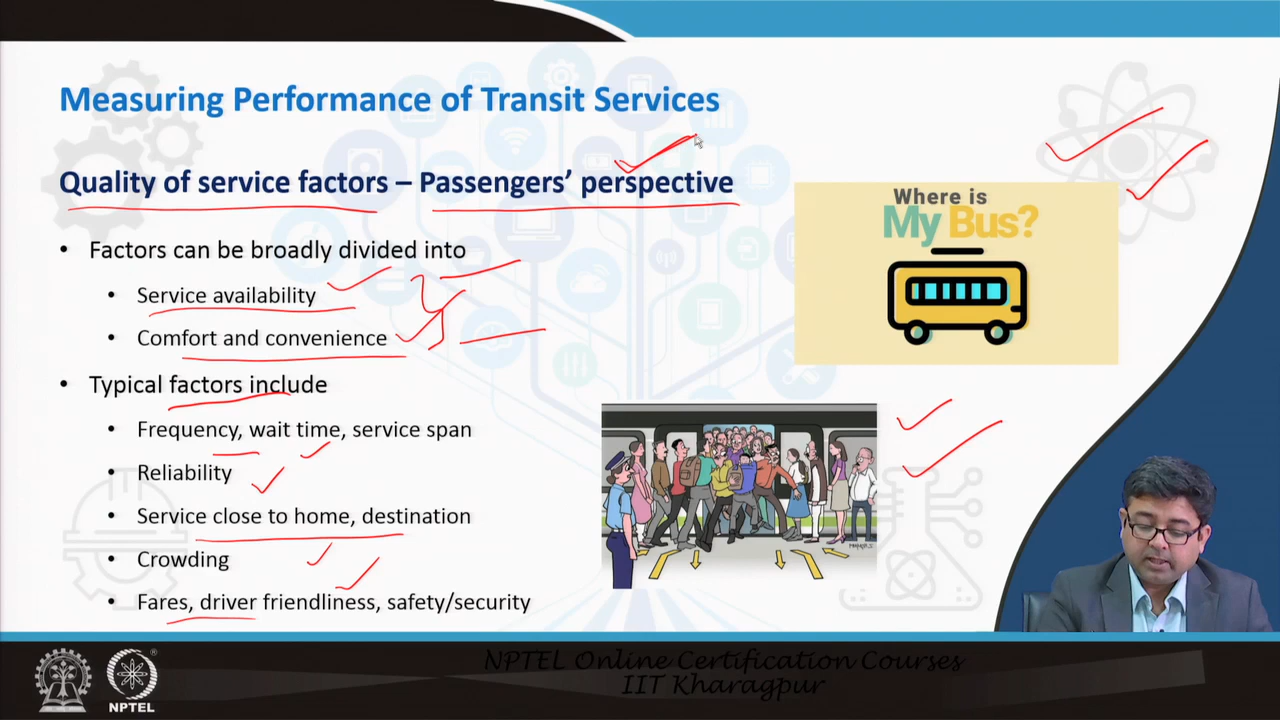 Measuring Performance of Transit Services
Quality of service factors – Passengers' perspective
• Factors can be broadly divided into
• Service availability
• Comfort and convenience
• Typical factors include
• Frequency, wait time, service span
• Reliability
• Service close to home, destination
• Crowding
• Fares, driver friendliness, safety/security
Where is
My Bus?
NPTEL
NPTEL Online Certification Courses
IIT Kharagpur